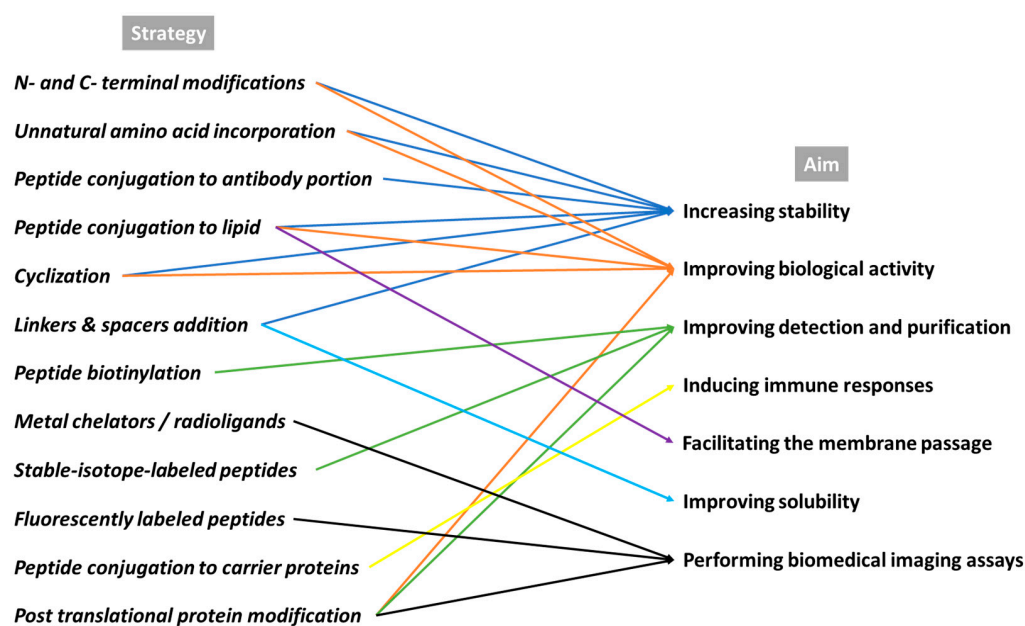 Strategy
N- and C- terminal modifications
Unnatural amino acid incorporation
Peptide conjugation to antibody portion
Peptide conjugation to lipid
Cyclization
Linkers & spacers addition
Peptide biotinylation
Metal chelators / radioligands
Stable-isotope-labeled peptides
Fluorescently labeled peptides
Peptide conjugation to carrier proteins
Post translational protein modification
Aim
Increasing stability
Improving biological activity
Improving detection and purification
Inducing immune responses
Facilitating the membrane passage
Improving solubility
Performing biomedical imaging assays